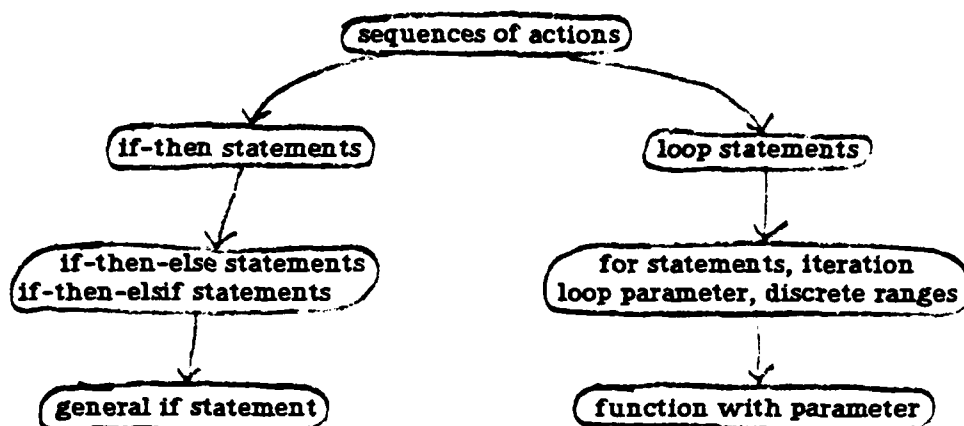 sequences of actions
if-then statements
loop statements
if-then-else statements
if-then-elsif statements
for statements, iteration
loop parameter, discrete ranges
general if statement
function with parameter